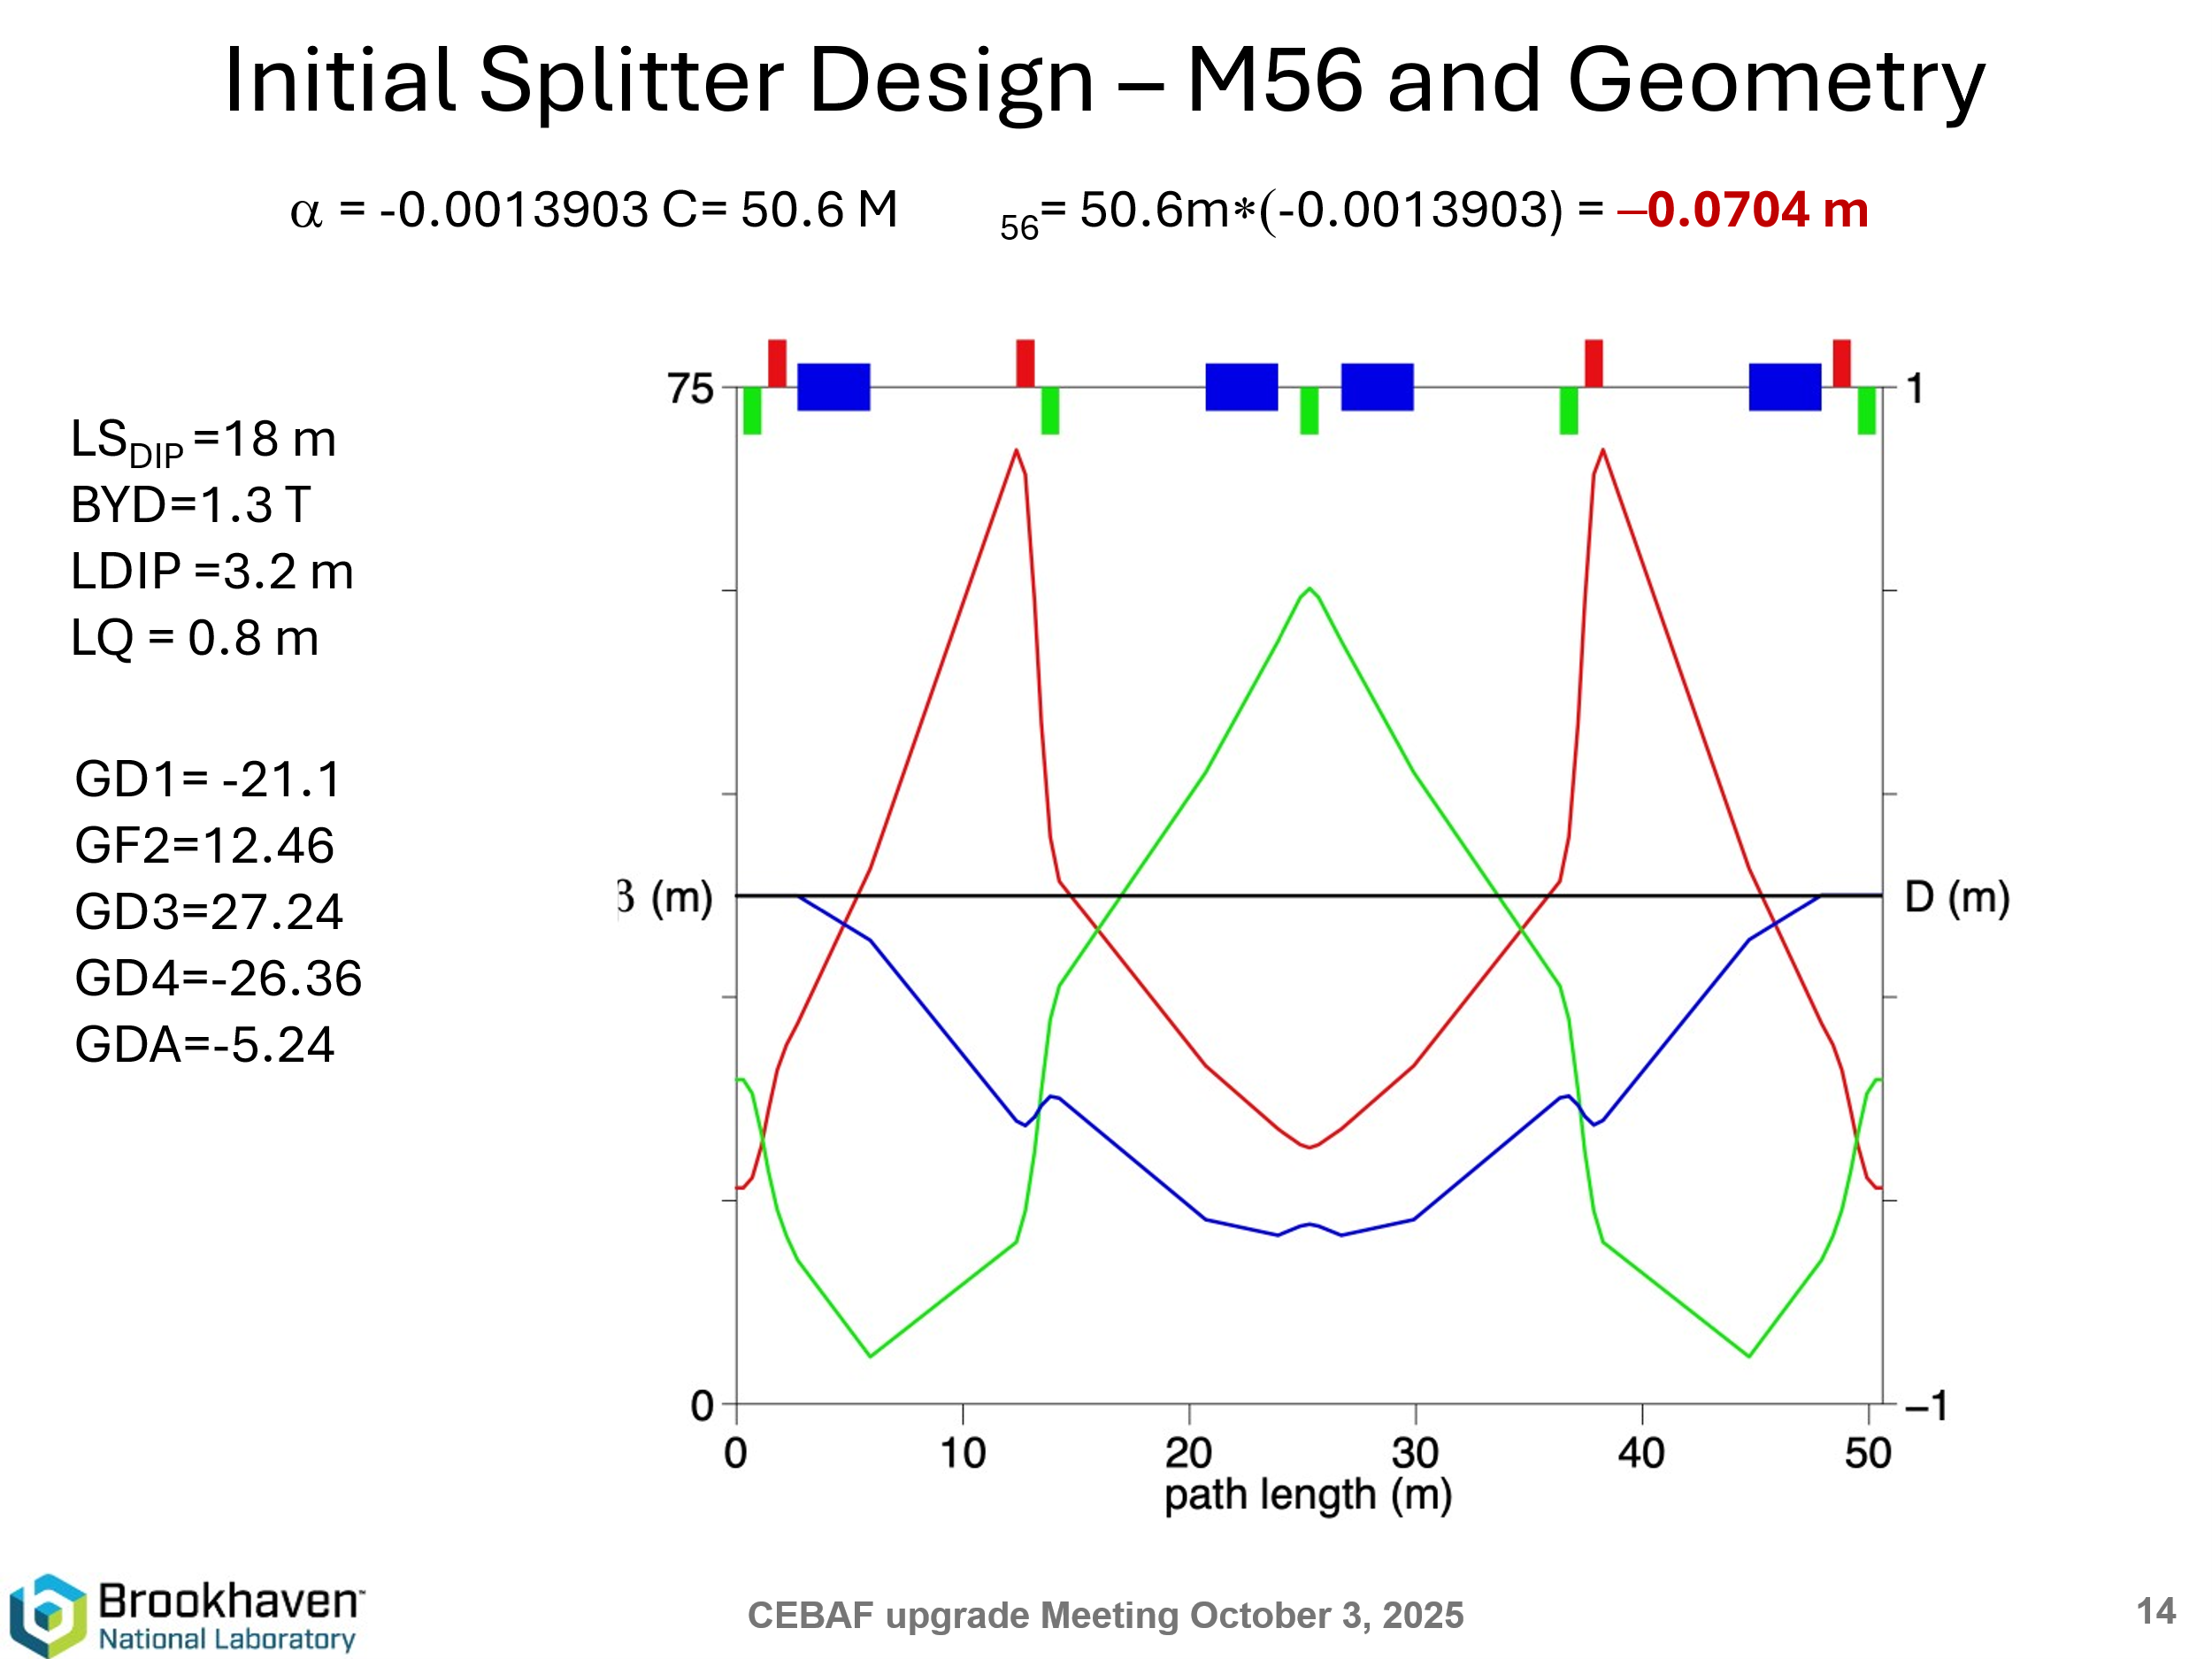 Initial Splitter Design – M56 and Geometry
α = -0.0013903 C= 50.6 M 56= 50.6m*(-0.0013903) = –0.0704 m
LSDIP =18 m
BYD=1.3 T
LDIP =3.2 m
LQ = 0.8 m
GD1= -21.1
GF2=12.46
GD3=27.24
GD4=-26.36
GDA=-5.24
75
1
β (m)
D (m)
0
–1
0 10 20 30 40 50
path length (m)
Brookhaven™
National Laboratory
CEBAF upgrade Meeting October 3, 2025
14